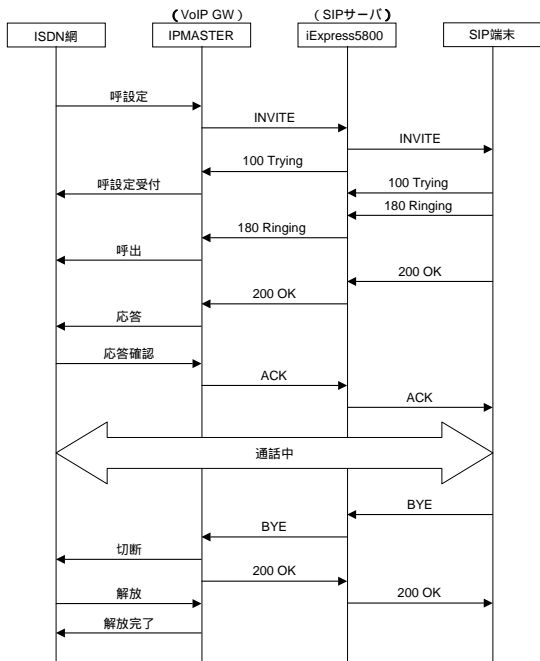 (VoIP GW)
(SIPサーバ)
ISDN網
IPMASTER
iExpress5800
SIP端末
呼設定
INVITE
INVITE
100 Trying
100 Trying
呼設定受付
180 Ringing
180 Ringing
呼出
200 OK
200 OK
応答
応答確認
ACK
ACK
通話中
BYE
BYE
切断
200 OK
解放
200 OK
解放完了